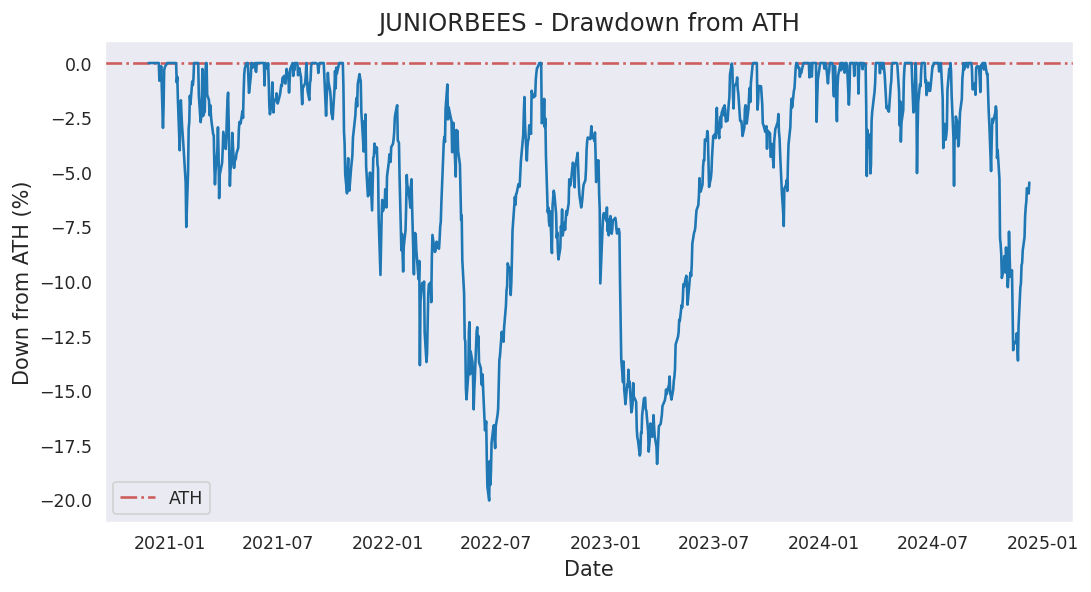 JUNIORBEES - Drawdown from ATH
Down from ATH (%)
0.0
−2.5
−5.0
−7.5
−10.0
−12.5
−15.0
−17.5
−20.0
ATH
2021-01 2021-07 2022-01 2022-07 2023-01 2023-07 2024-01 2024-07 2025-01
Date